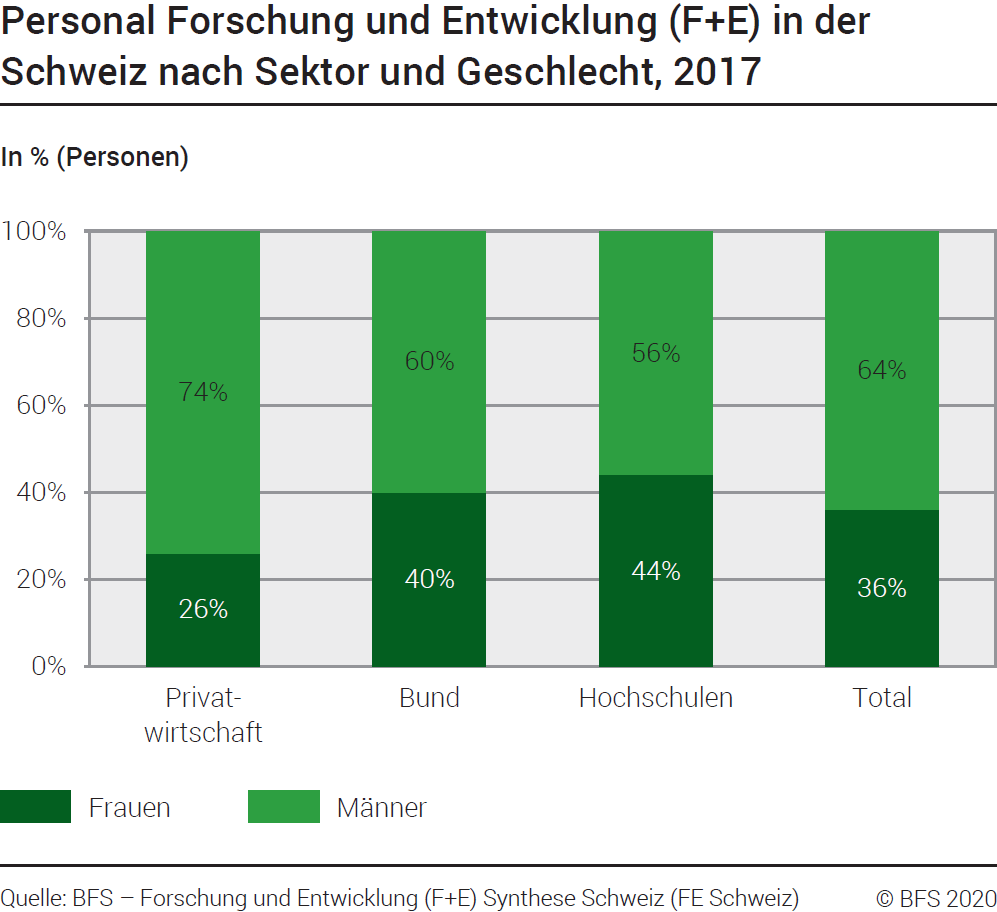 Personal Forschung und Entwicklung (F+E) in der
Schweiz nach Sektor und Geschlecht, 2017
In % (Personen)
100%
80%
60%
40%
20%
0%
74%
60%
56%
64%
26%
40%
44%
36%
Privat-
wirtschaft
Bund
Hochschulen
Total
Frauen
Männer
Quelle: BFS – Forschung und Entwicklung (F+E) Synthese Schweiz (FE Schweiz)
© BFS 2020